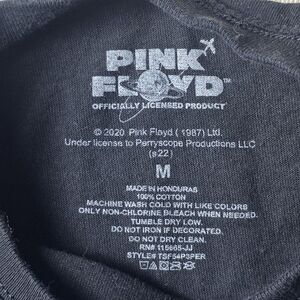 PINK
FLOYD™
OFFICIALLY LICENSED PRODUCT
© 2020 Pink Floyd (1987) Ltd.
Under license to Perryscope Productions LLC
(s22)
M
MADE IN HONDURAS
100% COTTON
MACHINE WASH COLD WITH LIKE COLORS
ONLY NON-CHLORINE BLEACH WHEN NEEDED.
TUMBLE DRY LOW.
DO NOT IRON IF DECORATED.
DO NOT DRY CLEAN.
RN# 115665-JJ
STYLE# TSF54P3PER